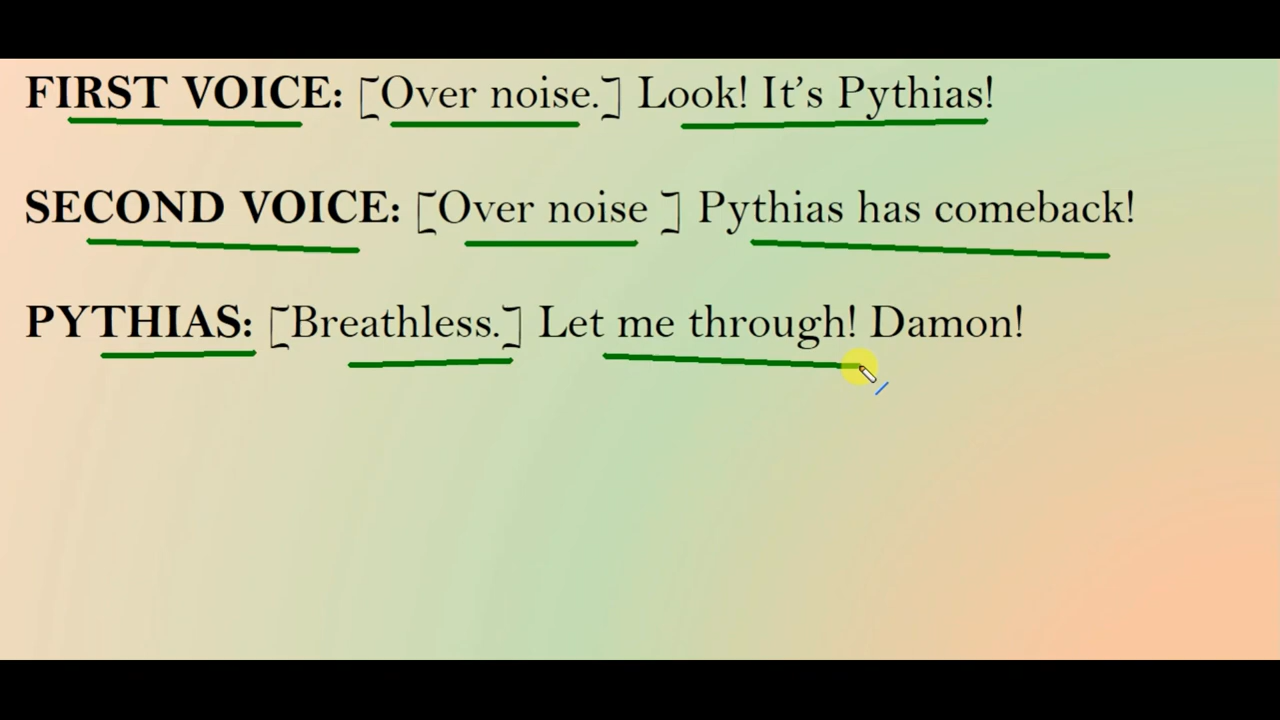 FIRST VOICE: [Over noise.] Look! It’s Pythias!
SECOND VOICE: [Over noise ] Pythias has comeback!
PYTHIAS: [Breathless.] Let me through! Damon!